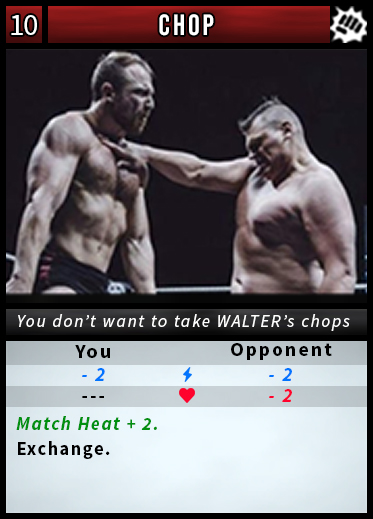 10 CHOP
You don't want to take WALTER's chops
You Opponent
- 2 - 2
--- - 2
Match Heat + 2.
Exchange.